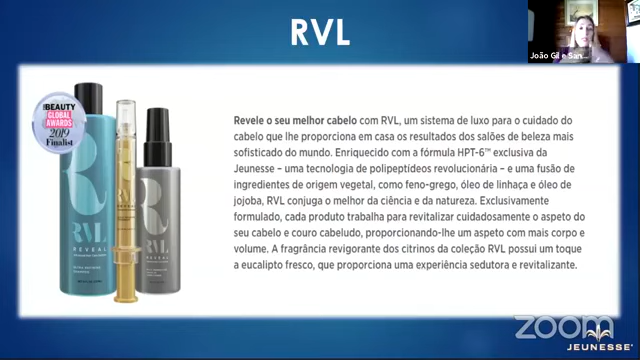 RVL
João Gil e San...
BEAUTY
GLOBAL
AWARDS
2019
Finalist
RVL
REVEAL
RVL
Revele o seu melhor cabelo com RVL, um sistema de luxo para o cuidado do
cabelo que lhe proporciona em casa os resultados dos salões de beleza mais
sofisticado do mundo. Enriquecido com a fórmula HPT-6™ exclusiva da
Jeunesse – uma tecnologia de polipeptídeos revolucionária – e uma fusão de
ingredientes de origem vegetal, como feno-grego, óleo de linhaça e óleo de
jojoba, RVL conjuga o melhor da ciência e da natureza. Exclusivamente
formulado, cada produto trabalha para revitalizar cuidadosamente o aspeto do
seu cabelo e couro cabeludo, proporcionando-lhe um aspeto com mais corpo e
volume. A fragrância revigorante dos citrinos da coleção RVL possui um toque
a eucalipto fresco, que proporciona uma experiência sedutora e revitalizante.
zoom
JEUNESSE